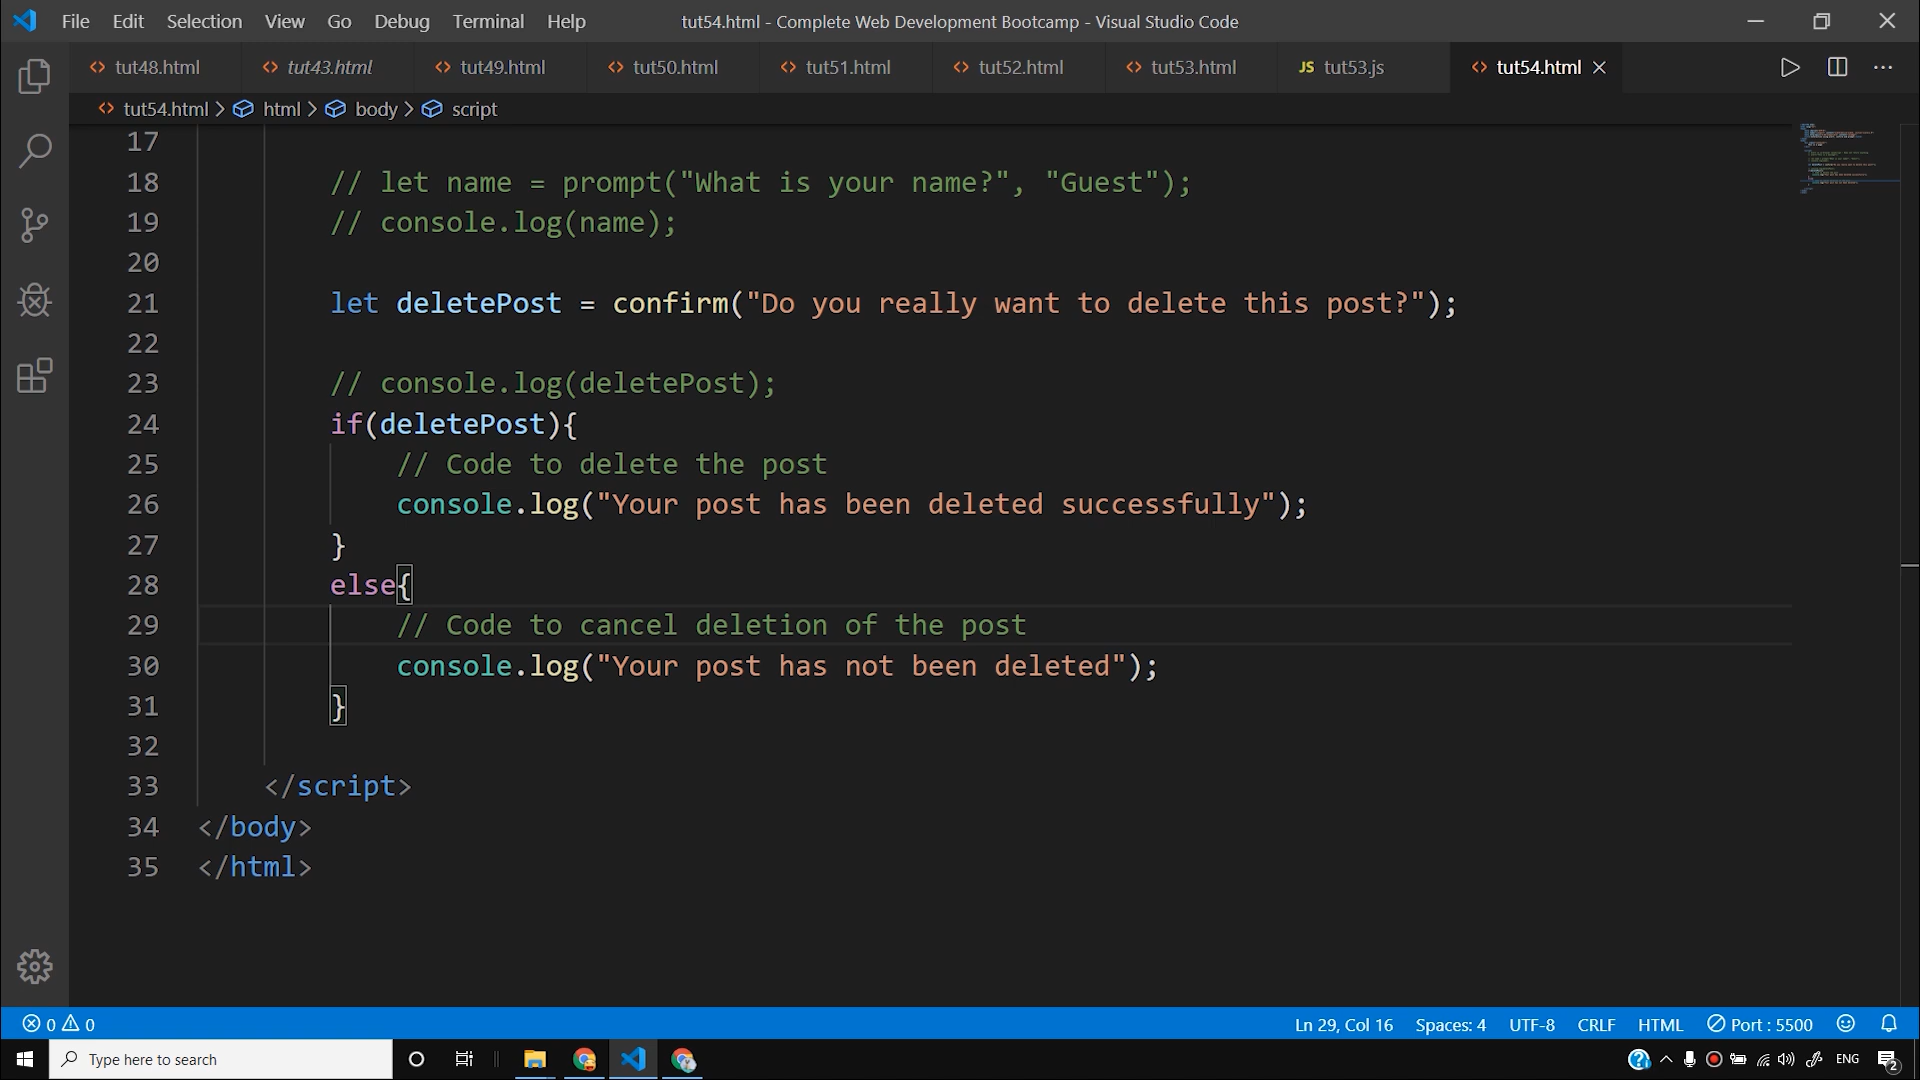 File Edit Selection View Go Debug Terminal Help tut54.html - Complete Web Development Bootcamp - Visual Studio Code
tut48.html tut43.html tut49.html tut50.html tut51.html tut52.html tut53.html JS tut53.js tut54.html
tut54.html > html > body > script
17
18 // let name = prompt("What is your name?", "Guest");
19 // console.log(name);
20
21 let deletePost = confirm("Do you really want to delete this post?");
22
23 // console.log(deletePost);
24 if(deletePost){
25 // Code to delete the post
26 console.log("Your post has been deleted successfully");
27 }
28 else{
29 // Code to cancel deletion of the post
30 console.log("Your post has not been deleted");
31 }
32
33 </script>
34 </body>
35 </html>
0 0 Ln 29, Col 16 Spaces: 4 UTF-8 CRLF HTML Port : 5500
Type here to search ENG 2